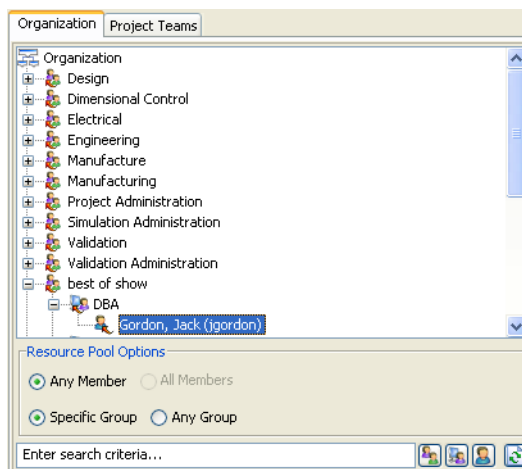 Organization Project Teams
Organization
Design
Dimensional Control
Electrical
Engineering
Manufacture
Manufacturing
Project Administration
Simulation Administration
Validation
Validation Administration
best of show
DBA
Gordon, Jack (jgordon)
Resource Pool Options
Any Member All Members
Specific Group Any Group
Enter search criteria...